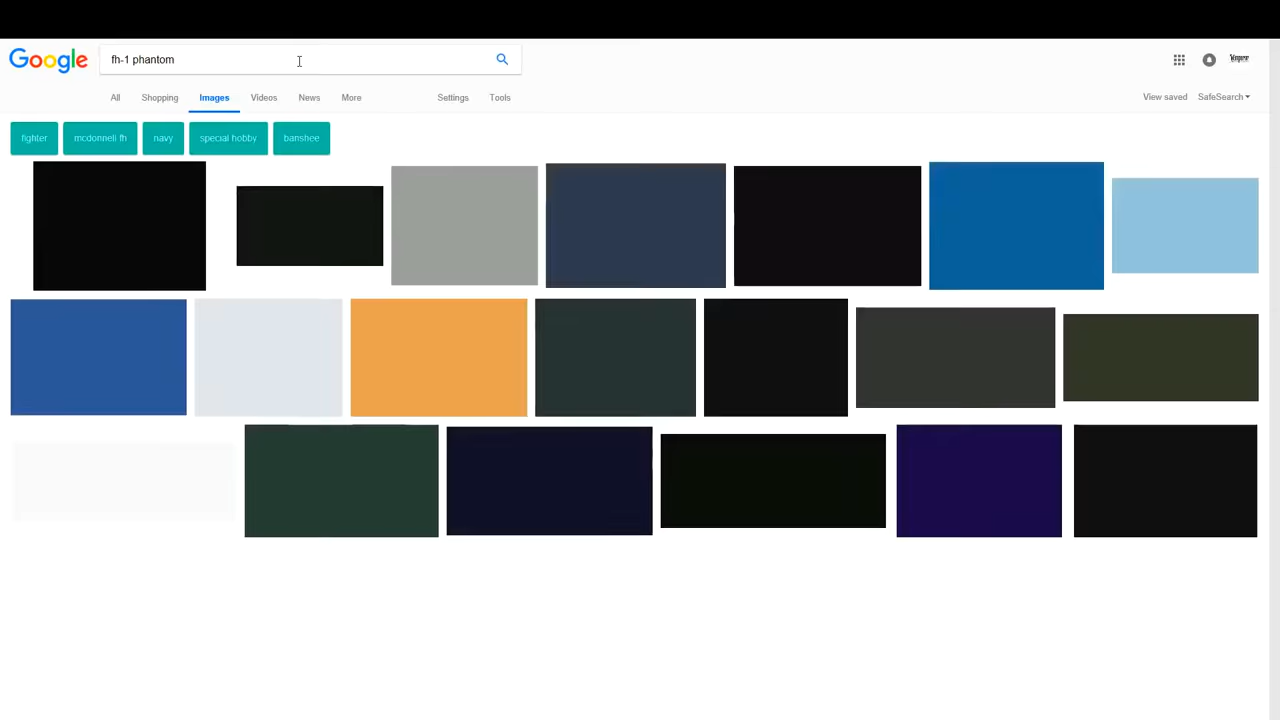 Google fh-1 phantom
All Shopping Images Videos News More Settings Tools View saved SafeSearch
fighter mcdonnell fh navy special hobby banshee